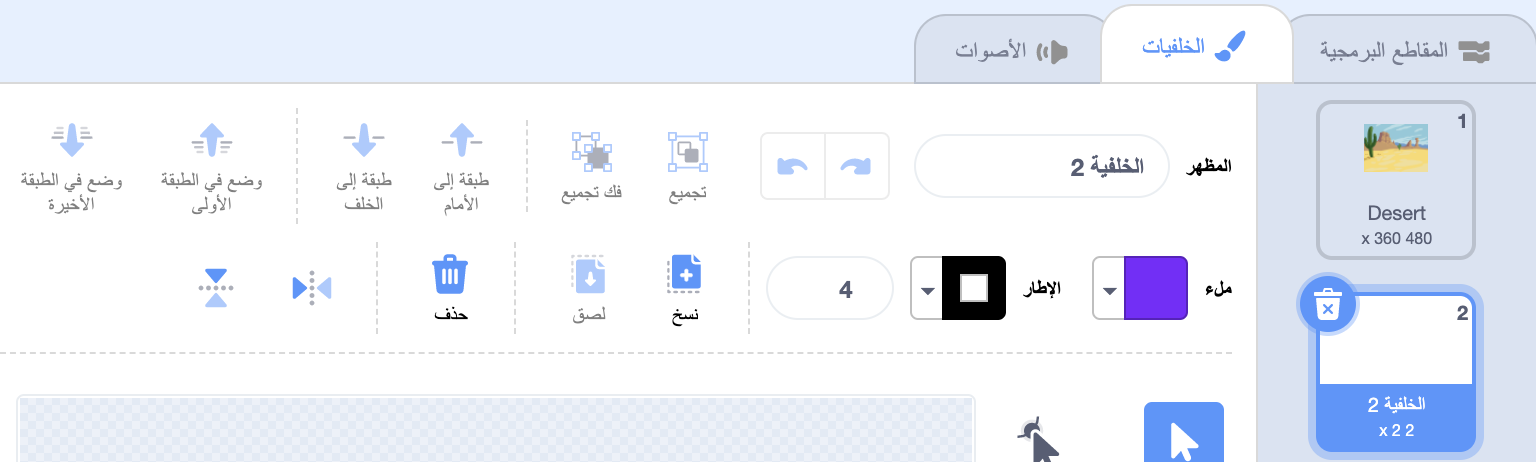 المقاطع البرمجية
الخلفيات
الأصوات
1
Desert
480 x 360
2
الخلفية 2
2 x 2
المظهر
الخلفية 2
تجميع
فك تجميع
طبقة إلى
الأمام
طبقة إلى
الخلف
وضع في الطبقة
الأولى
وضع في الطبقة
الأخيرة
ملء
الإطار
4
نسخ
لصق
حذف